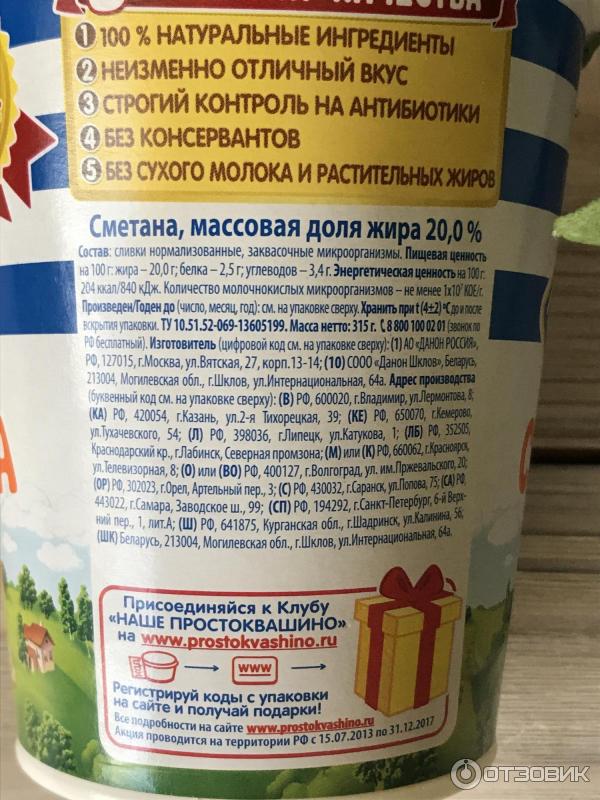 КАЧЕСТВА
1 100 % НАТУРАЛЬНЫЕ ИНГРЕДИЕНТЫ
2 НЕИЗМЕННО ОТЛИЧНЫЙ ВКУС
3 СТРОГИЙ КОНТРОЛЬ НА АНТИБИОТИКИ
4 БЕЗ КОНСЕРВАНТОВ
5 БЕЗ СУХОГО МОЛОКА И РАСТИТЕЛЬНЫХ ЖИРОВ
Сметана, массовая доля жира 20,0 %
Состав: сливки нормализованные, заквасочные микроорганизмы. Пищевая ценность
на 100 г: жира – 20,0 г; белка – 2,5 г; углеводов – 3,4 г. Энергетическая ценность на 100 г:
204 ккал/840 кДж. Количество молочнокислых микроорганизмов – не менее 1х10⁷ КОЕ/г.
Произведен/Годен до (число, месяц, год): см. на упаковке сверху. Хранить при t (4±2) °С до и после
вскрытия упаковки. ТУ 10.51.52-069-13605199. Масса нетто: 315 г. 8 800 100 02 01 (звонок по
РФ бесплатный). Изготовитель (цифровой код см. на упаковке сверху): (1) АО «ДАНОН РОССИЯ»,
РФ, 127015, г.Москва, ул.Вятская, 27, корп.13-14; (10) СООО «Данон Шклов», Беларусь,
213004, Могилевская обл., г.Шклов, ул.Интернациональная, 64а. Адрес производства
(буквенный код см. на упаковке сверху): (В) РФ, 600020, г.Владимир, ул.Лермонтова, 8;
(КА) РФ, 420054, г.Казань, ул.2-я Тихорецкая, 39; (КЕ) РФ, 650070, г.Кемерово,
ул.Тухачевского, 54; (Л) РФ, 398036, г.Липецк, ул.Катукова, 1; (ЛБ) РФ, 352505,
Краснодарский кр., г.Лабинск, Северная промзона; (М) или (К) РФ, 660062, г.Красноярск,
ул.Телевизорная, 8; (О) или (ВО) РФ, 400127, г.Волгоград, ул. им.Пржевальского, 20;
(ОР) РФ, 302023, г.Орел, Артельный пер., 3; (С) РФ, 430032, г.Саранск, ул.Попова, 75; (СА) РФ,
443022, г.Самара, Заводское ш., 99; (СП) РФ, 194292, г.Санкт-Петербург, 6-й Верх-
ний пер., 1, лит.А; (Ш) РФ, 641875, Курганская обл., г.Шадринск, ул.Калинина, 56;
(ШК) Беларусь, 213004, Могилевская обл., г.Шклов, ул.Интернациональная, 64а.
Присоединяйся к Клубу
«НАШЕ ПРОСТОКВАШИНО»
на www.prostokvashino.ru
www
Регистрируй коды с упаковки
на сайте и получай подарки!
Все подробности на сайте www.prostokvashino.ru
Акция проводится на территории РФ с 15.07.2013 по 31.12.2017
ОТЗОВИК